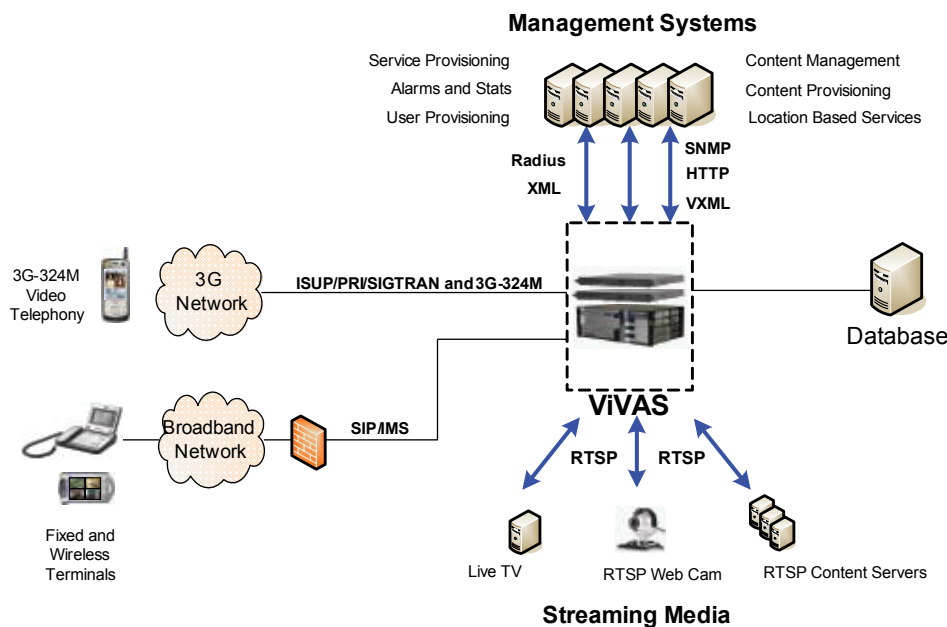 Management Systems
Service Provisioning
Alarms and Stats
User Provisioning
Content Management
Content Provisioning
Location Based Services
Radius
XML
SNMP
HTTP
VXML
3G-324M
Video
Telephony
3G
Network
ISUP/PRI/SIGTRAN and 3G-324M
Database
ViVAS
Broadband
Network
SIP/IMS
Fixed and
Wireless
Terminals
RTSP
RTSP
Live TV
RTSP Web Cam
RTSP Content Servers
Streaming Media